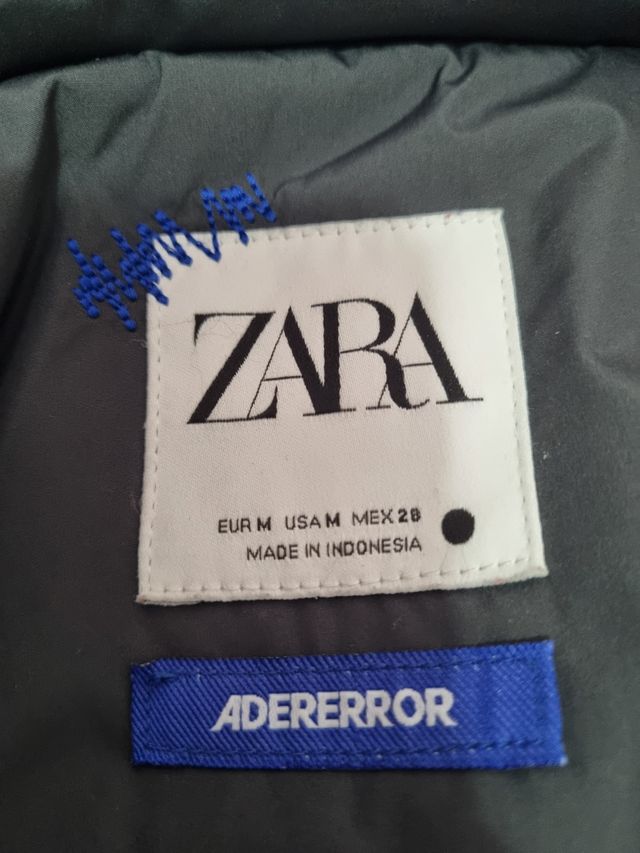 ZARA
EUR M USA M MEX 28
MADE IN INDONESIA
ADERERROR